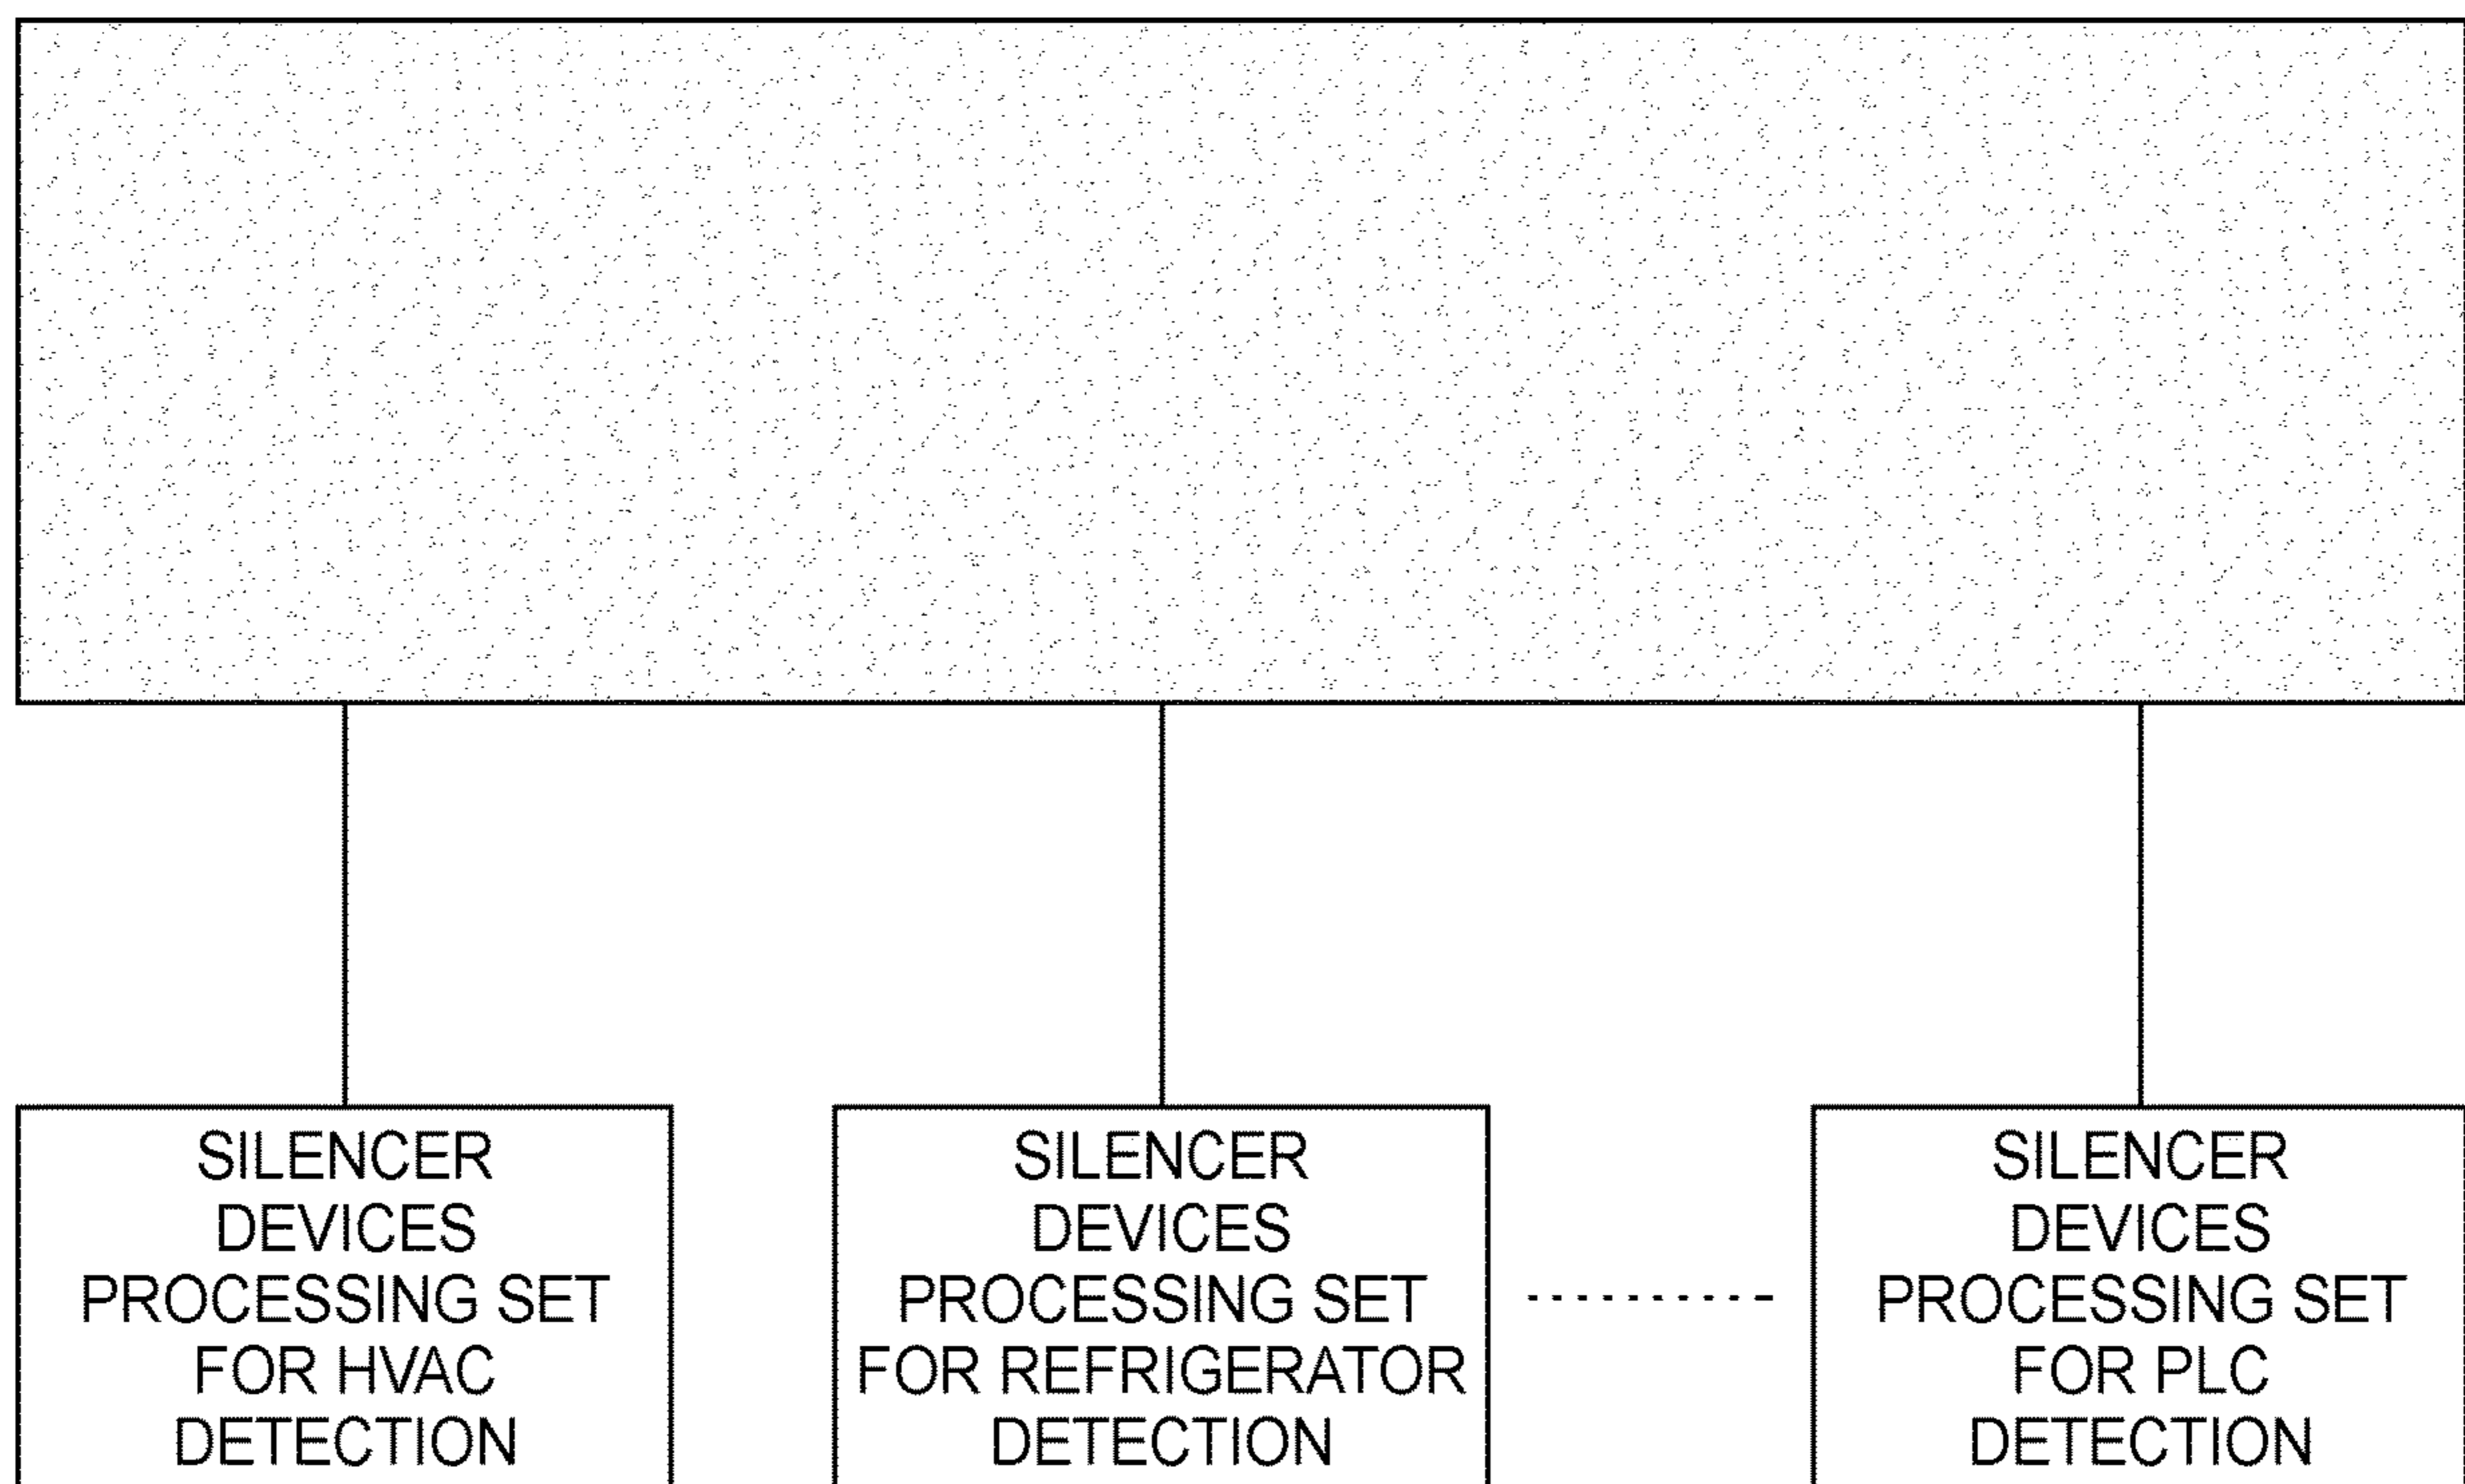 SILENCER
DEVICES
PROCESSING SET
FOR HVAC
DETECTION
SILENCER
DEVICES
PROCESSING SET
FOR REFRIGERATOR
DETECTION
SILENCER
DEVICES
PROCESSING SET
FOR PLC
DETECTION